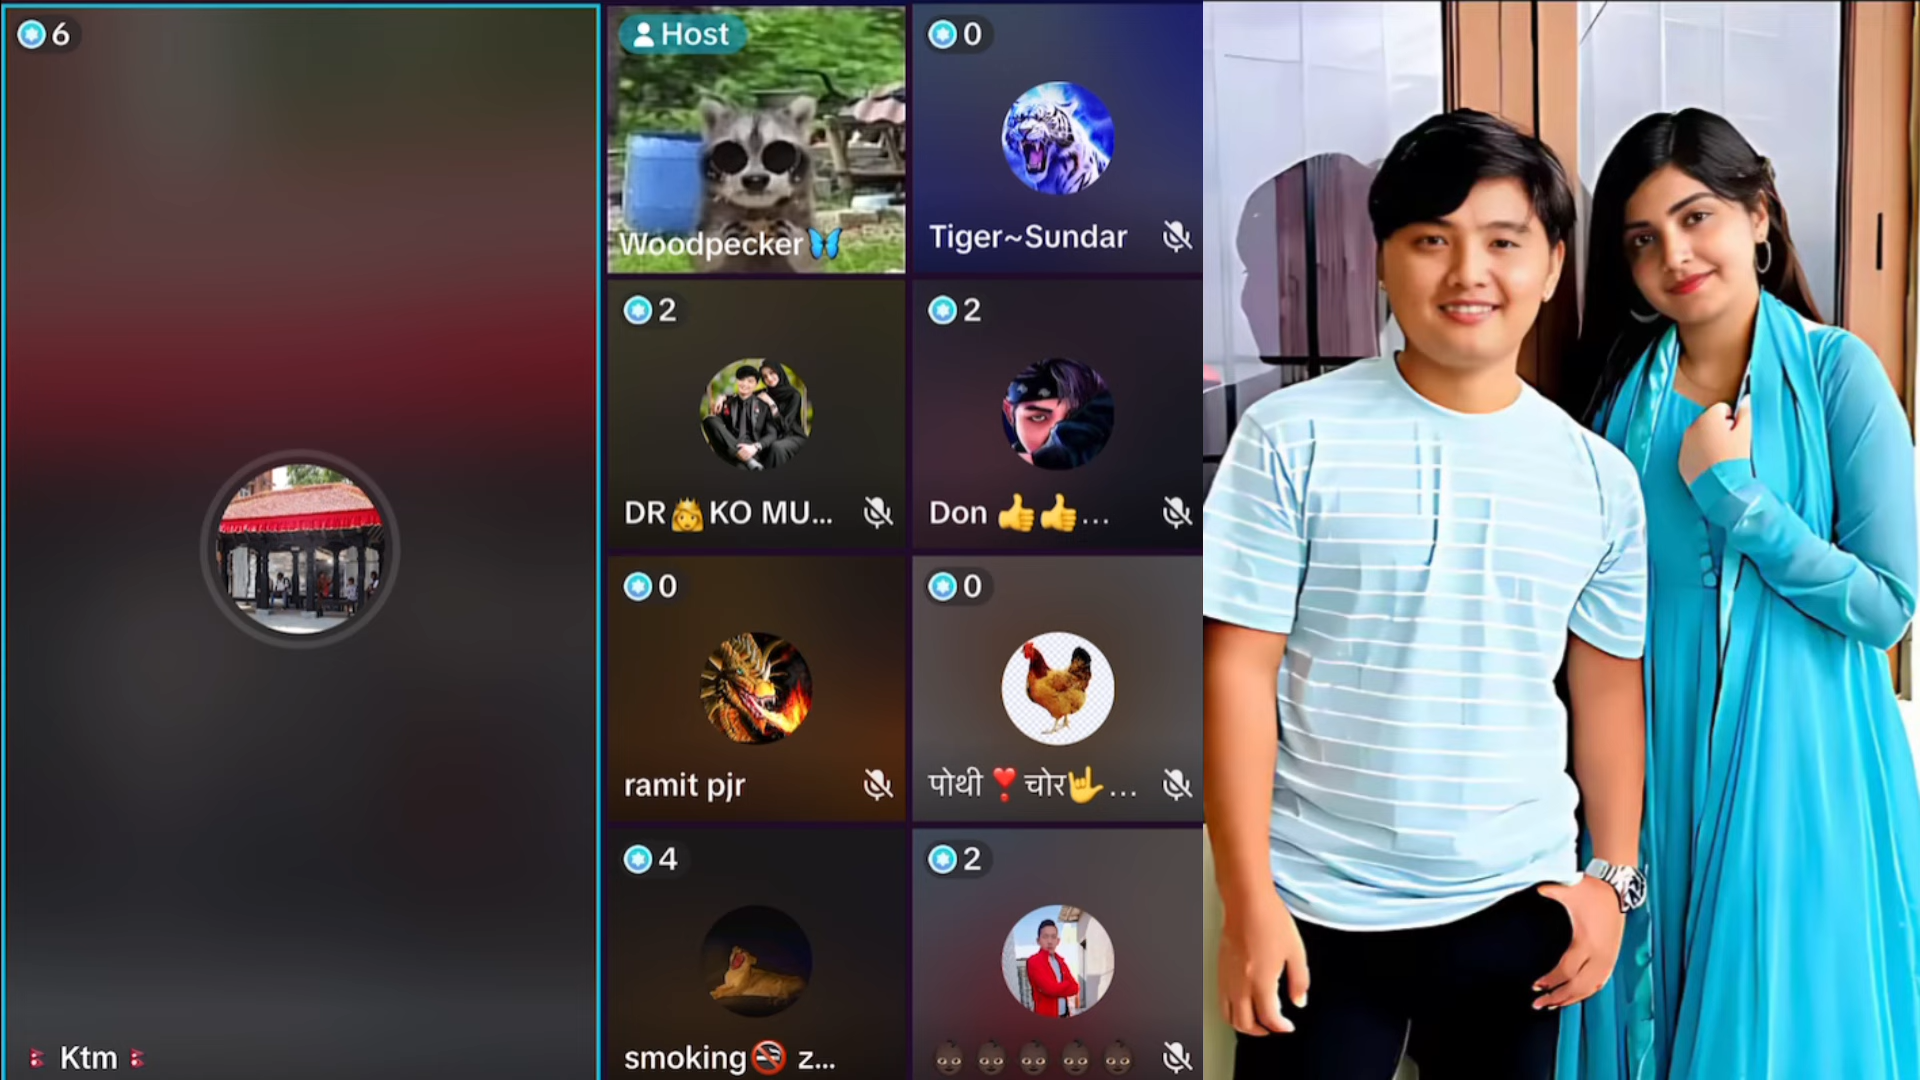 6
Host
Woodpecker🦋
0
Tiger~Sundar
2
DR👸KO MU...
2
Don 👍👍...
0
ramit pjr
0
पोथी❣️चोर🤟...
4
smoking🚭 z...
2
👶🏿👶🏿👶🏿👶🏿👶🏿
🇳🇵 Ktm 🇳🇵